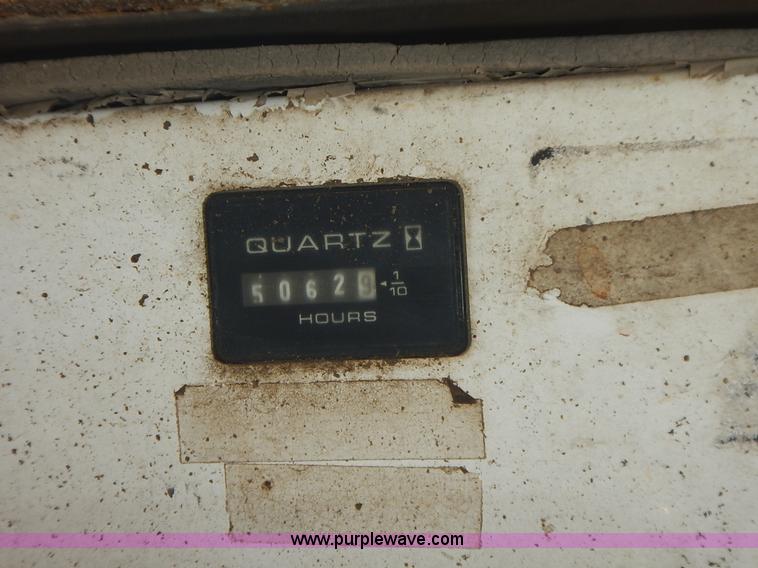 QUARTZ
50629 1/10
HOURS
www.purplewave.com